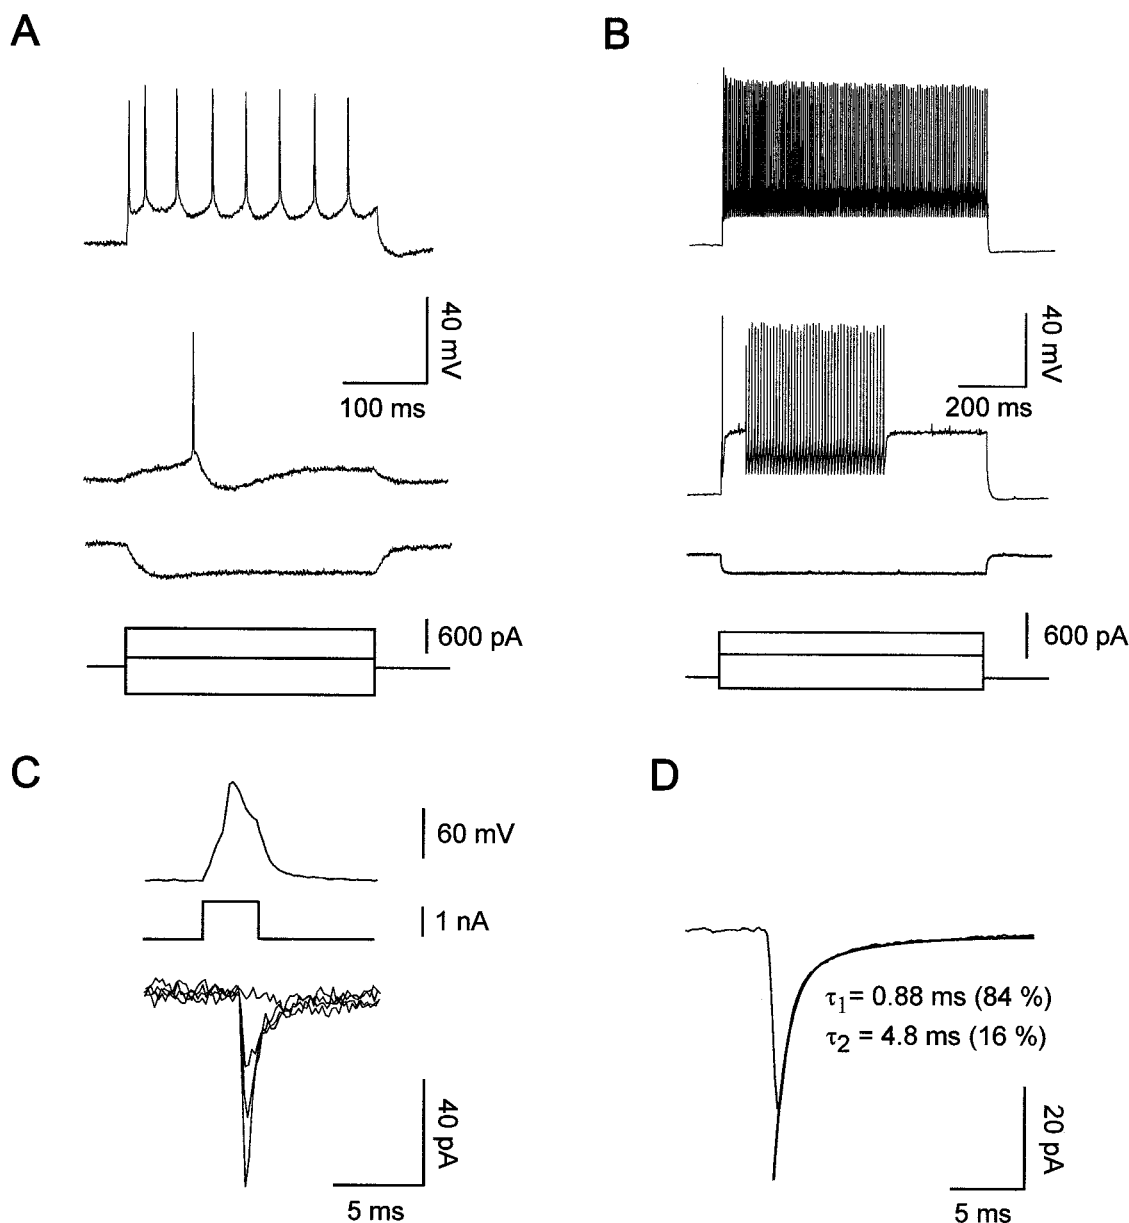 A
B
40 mV
100 ms
40 mV
200 ms
600 pA
600 pA
C
D
60 mV
1 nA
τ1= 0.88 ms (84 %)
τ2 = 4.8 ms (16 %)
40 pA
5 ms
20 pA
5 ms